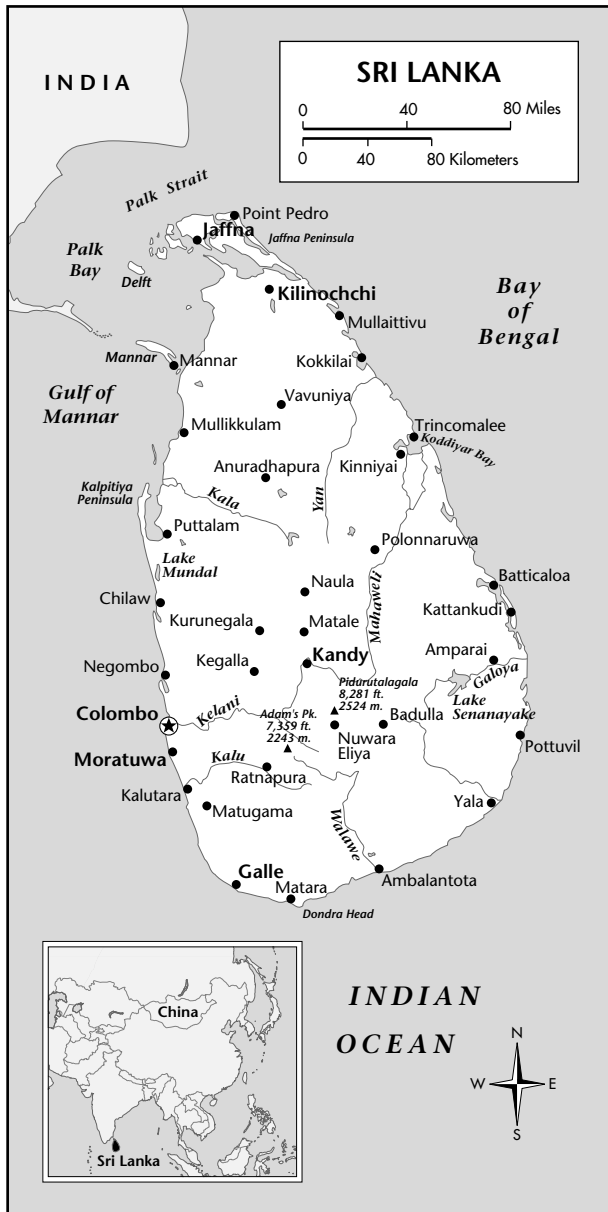 INDIA
SRI LANKA
0 40 80 Miles
0 40 80 Kilometers
Palk Strait
Point Pedro
Jaffna
Jaffna Peninsula
Palk
Bay
Delft
Kilinochchi
Bay
of
Bengal
Mullaittivu
Mannar
Mannar
Kokkilai
Gulf of
Mannar
Vavuniya
Mullikkulam
Trincomalee
Koddiyar Bay
Kinniyai
Anuradhapura
Kalpitiya
Peninsula
Kala
Yan
Puttalam
Polonnaruwa
Lake
Mundal
Naula
Mahaweli
Batticaloa
Chilaw
Kattankudi
Kurunegala
Matale
Kandy
Amparai
Negombo
Kegalla
Galoya
Pidurutalagala
8,281 ft.
2524 m.
Lake
Senanayake
Colombo
Kelani
Adam's Pk.
7,359 ft.
2243 m.
Badulla
Nuwara
Eliya
Pottuvil
Moratuwa
Kalu
Ratnapura
Kalutara
Matugama
Yala
Walawe
Galle
Matara
Ambalantota
Dondra Head
INDIAN
OCEAN
China
Sri Lanka
N
W E
S